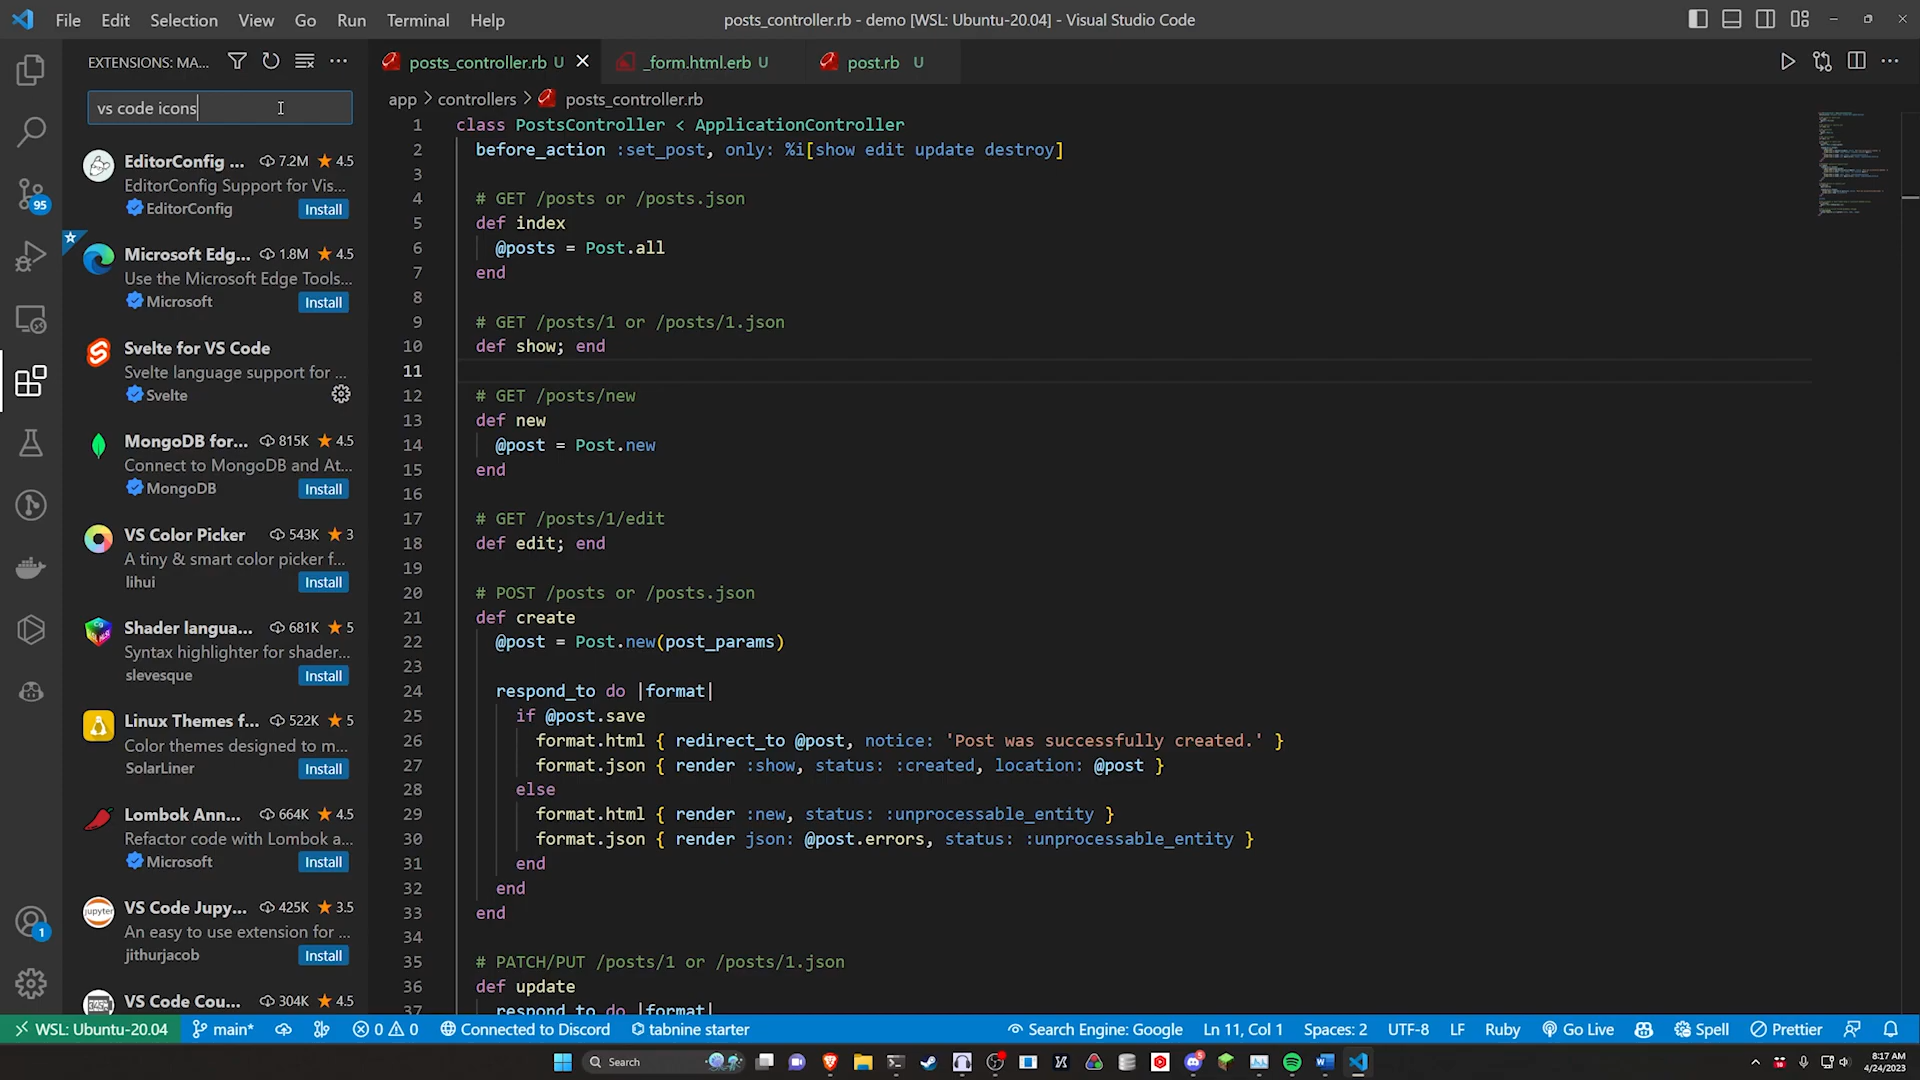 File Edit Selection View Go Run Terminal Help
posts_controller.rb - demo [WSL: Ubuntu-20.04] - Visual Studio Code
EXTENSIONS: MA...
posts_controller.rb U
_form.html.erb U
post.rb U
vs code icons
app > controllers > posts_controller.rb
EditorConfig ... 7.2M 4.5
EditorConfig Support for Vis...
EditorConfig Install
Microsoft Edg... 1.8M 4.5
Use the Microsoft Edge Tools...
Microsoft Install
Svelte for VS Code
Svelte language support for ...
Svelte
MongoDB for... 815K 4.5
Connect to MongoDB and At...
MongoDB Install
VS Color Picker 543K 3
A tiny & smart color picker f...
lihui Install
Shader langua... 681K 5
Syntax highlighter for shader...
slevesque Install
Linux Themes f... 522K 5
Color themes designed to m...
SolarLiner Install
Lombok Ann... 664K 4.5
Refactor code with Lombok a...
Microsoft Install
jupyter
VS Code Jupy... 425K 3.5
An easy to use extension for ...
jithurjacob Install
VS Code Cou... 304K 4.5
95
1
1 class PostsController < ApplicationController
2 before_action :set_post, only: %i[show edit update destroy]
3
4 # GET /posts or /posts.json
5 def index
6 @posts = Post.all
7 end
8
9 # GET /posts/1 or /posts/1.json
10 def show; end
11
12 # GET /posts/new
13 def new
14 @post = Post.new
15 end
16
17 # GET /posts/1/edit
18 def edit; end
19
20 # POST /posts or /posts.json
21 def create
22 @post = Post.new(post_params)
23
24 respond_to do |format|
25 if @post.save
26 format.html { redirect_to @post, notice: 'Post was successfully created.' }
27 format.json { render :show, status: :created, location: @post }
28 else
29 format.html { render :new, status: :unprocessable_entity }
30 format.json { render json: @post.errors, status: :unprocessable_entity }
31 end
32 end
33 end
34
35 # PATCH/PUT /posts/1 or /posts/1.json
36 def update
37 respond_to do |format|
WSL: Ubuntu-20.04 main* 0 0 Connected to Discord tabnine starter
Search Engine: Google Ln 11, Col 1 Spaces: 2 UTF-8 LF Ruby Go Live Spell Prettier
Search
8:17 AM
4/24/2023